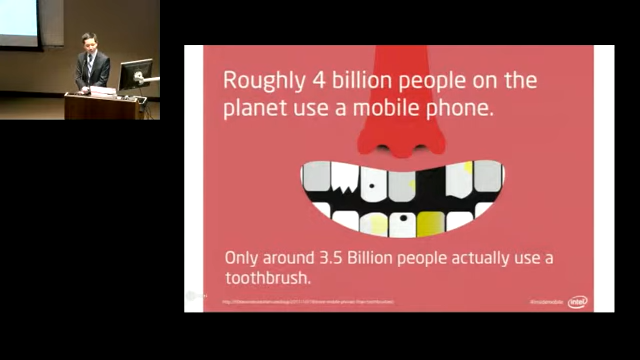 Roughly 4 billion people on the
planet use a mobile phone.
Only around 3.5 Billion people actually use a
toothbrush.
intel